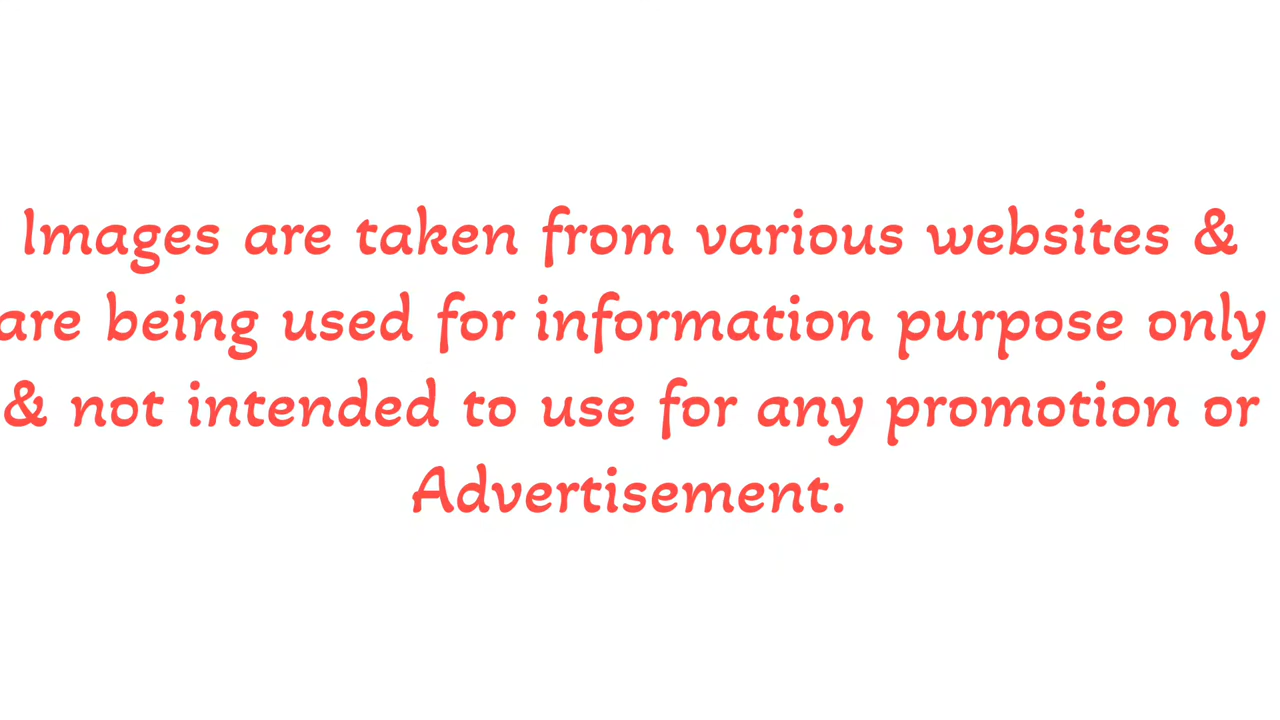 Images are taken from various websites &
are being used for information purpose only
& not intended to use for any promotion or
Advertisement.